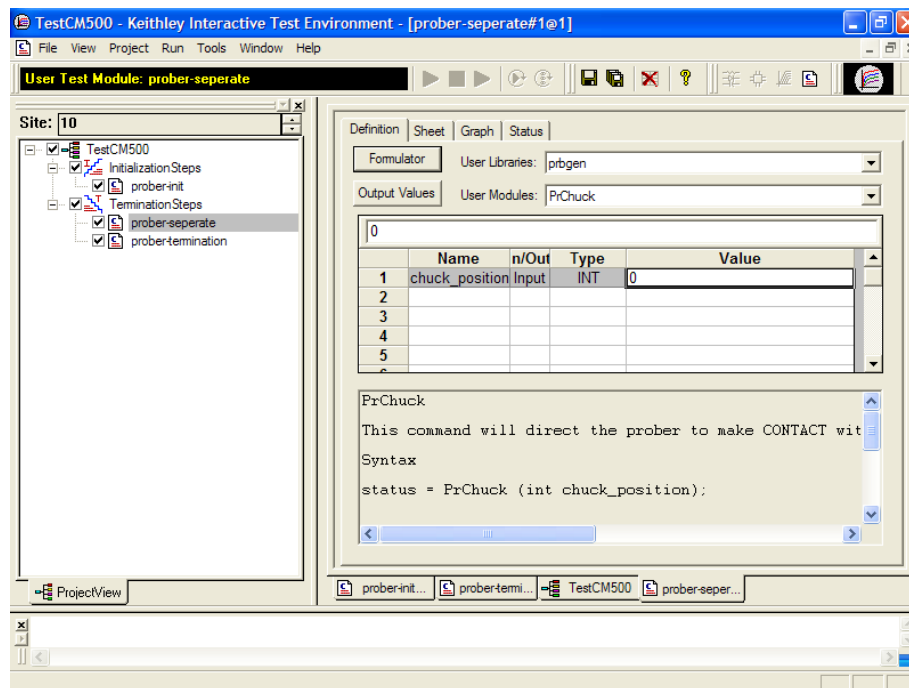 TestCM500 - Keithley Interactive Test Environment - [prober-seperate#1@1]
File View Project Run Tools Window Help
User Test Module: prober-seperate
Site: 10
TestCM500
InitializationSteps
prober-init
TerminationSteps
prober-seperate
prober-termination
ProjectView
Definition Sheet Graph Status
Formulator User Libraries: prbgen
Output Values User Modules: PrChuck
0
Name n/Out Type Value
1 chuck_position Input INT 0
2
3
4
5
PrChuck
This command will direct the prober to make CONTACT wit
Syntax
status = PrChuck (int chuck_position);
prober-init... prober-termi... TestCM500 prober-seper...